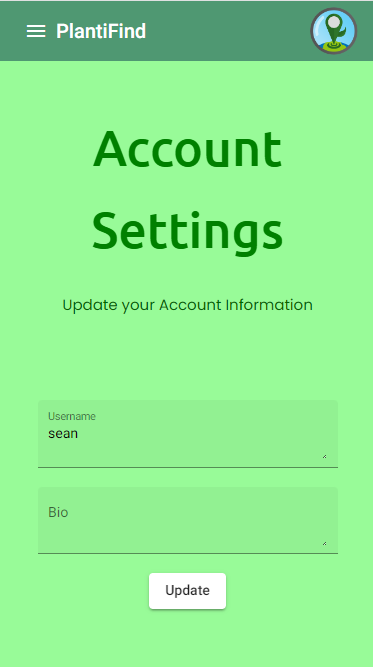 PlantiFind
Account
Settings
Update your Account Information
Username
sean
Bio
Update